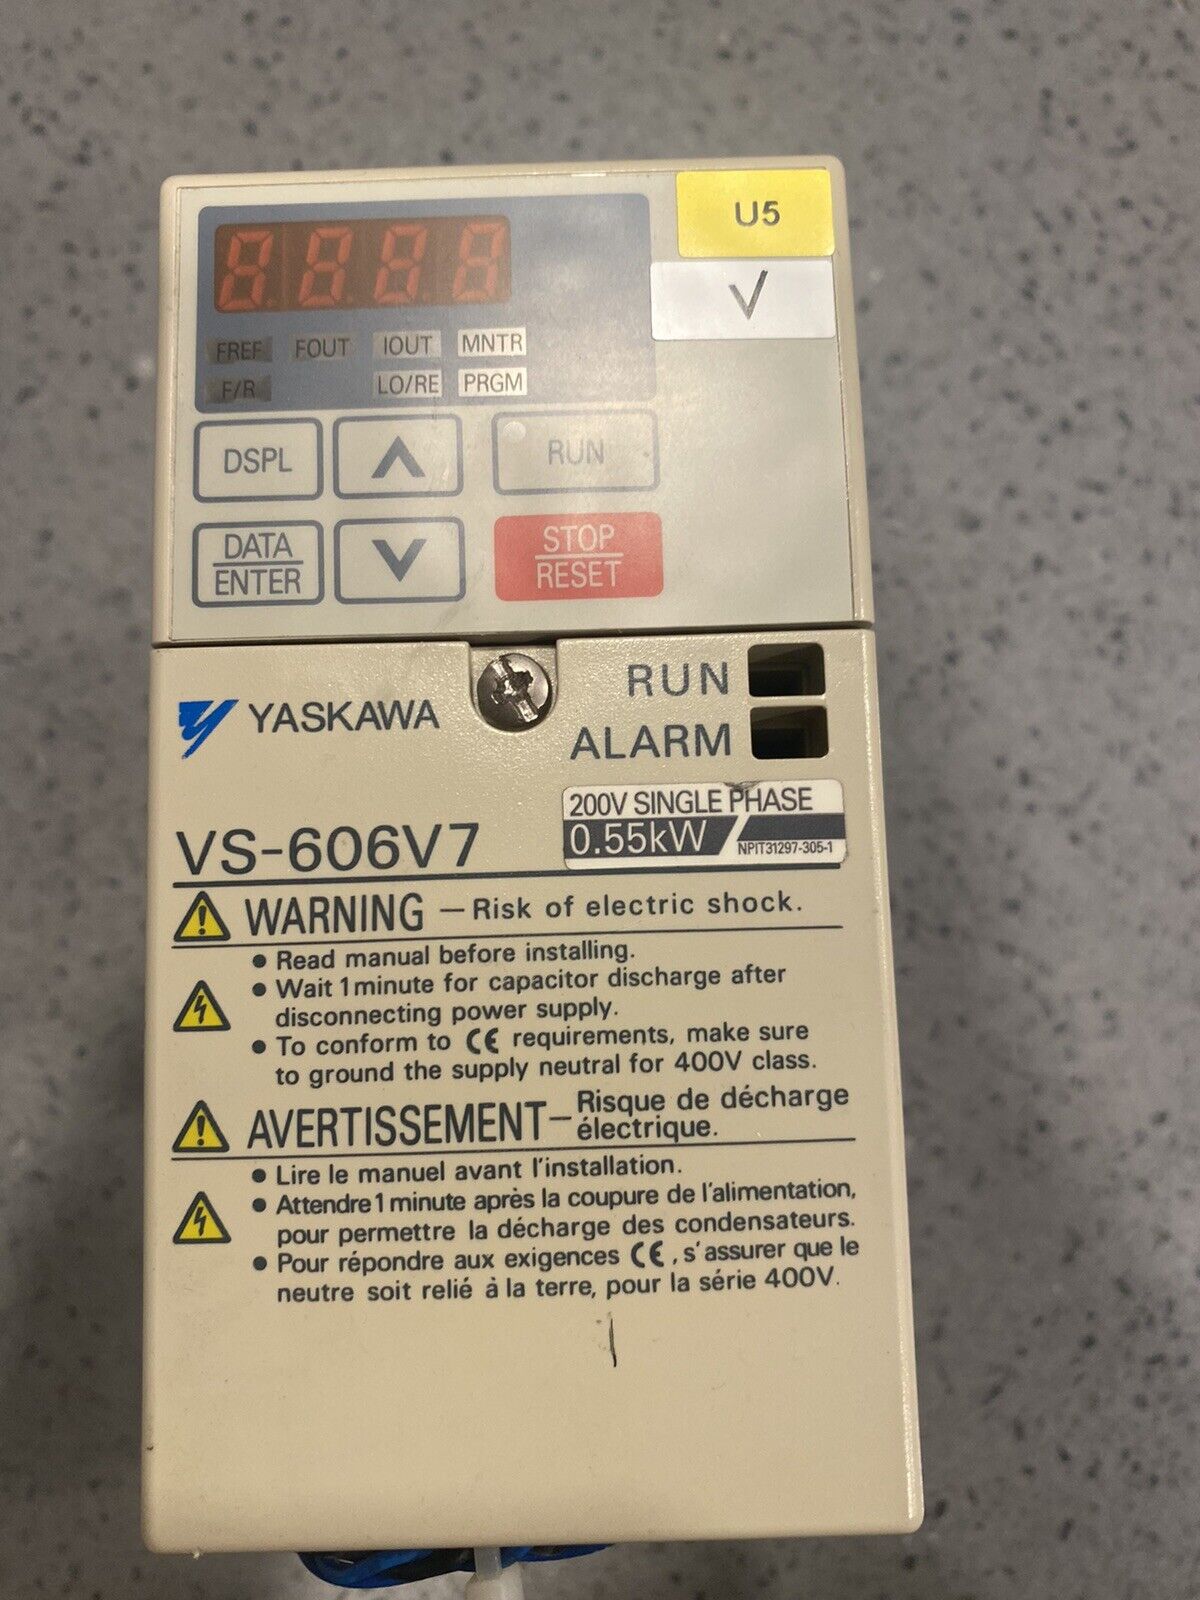 U5
√
8.8.8.8.
FREF FOUT IOUT MNTR
F/R LO/RE PRGM
DSPL
RUN
DATA
ENTER
STOP
RESET
RUN
YASKAWA
ALARM
200V SINGLE PHASE
0.55kW
NPIT31297-305-1
VS-606V7
WARNING – Risk of electric shock.
● Read manual before installing.
● Wait 1 minute for capacitor discharge after
disconnecting power supply.
● To conform to CE requirements, make sure
to ground the supply neutral for 400V class.
AVERTISSEMENT – Risque de décharge
électrique.
● Lire le manuel avant l'installation.
● Attendre 1 minute après la coupure de l'alimentation,
pour permettre la décharge des condensateurs.
● Pour répondre aux exigences CE, s'assurer que le
neutre soit relié à la terre, pour la série 400V.